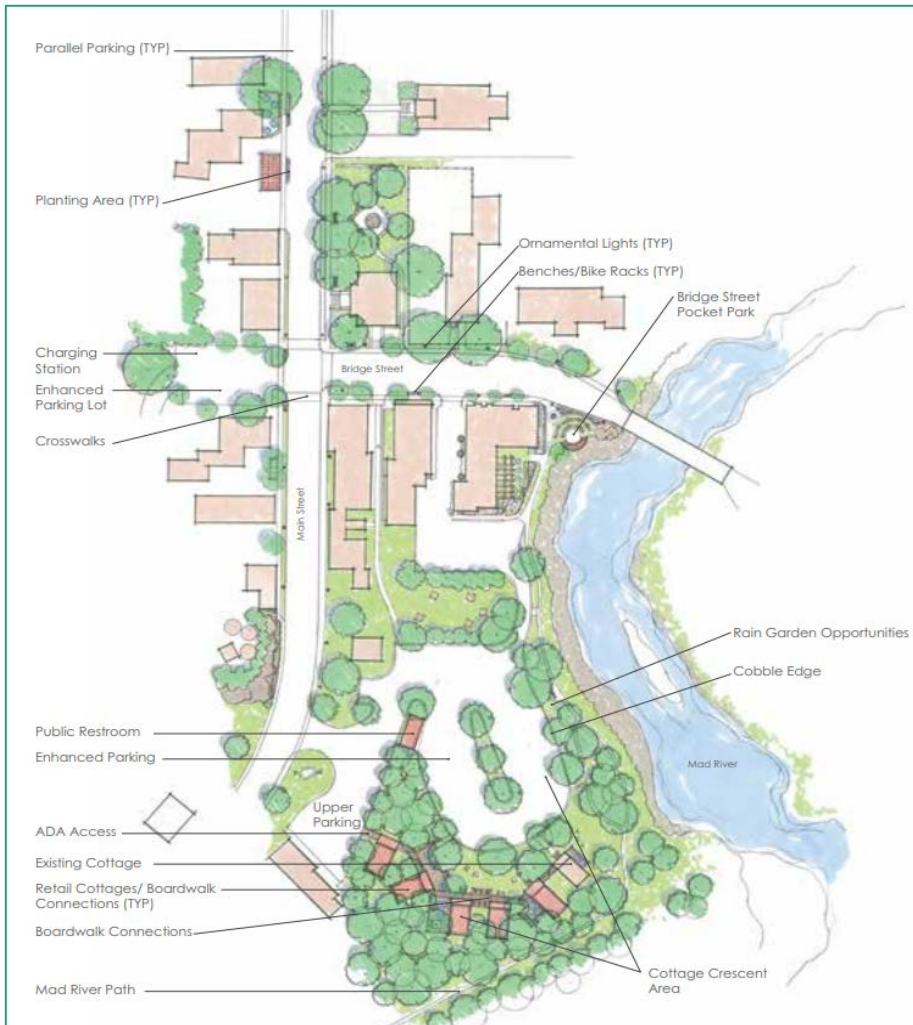 Parallel Parking (TYP)
Planting Area (TYP)
Ornamental Lights (TYP)
Benches/Bike Racks (TYP)
Bridge Street
Pocket Park
Charging
Station
Bridge Street
Enhanced
Parking Lot
Crosswalks
Main Street
Rain Garden Opportunities
Cobble Edge
Public Restroom
Enhanced Parking
Mad River
Upper
Parking
ADA Access
Existing Cottage
Retail Cottages/ Boardwalk
Connections (TYP)
Boardwalk Connections
Cottage Crescent
Area
Mad River Path